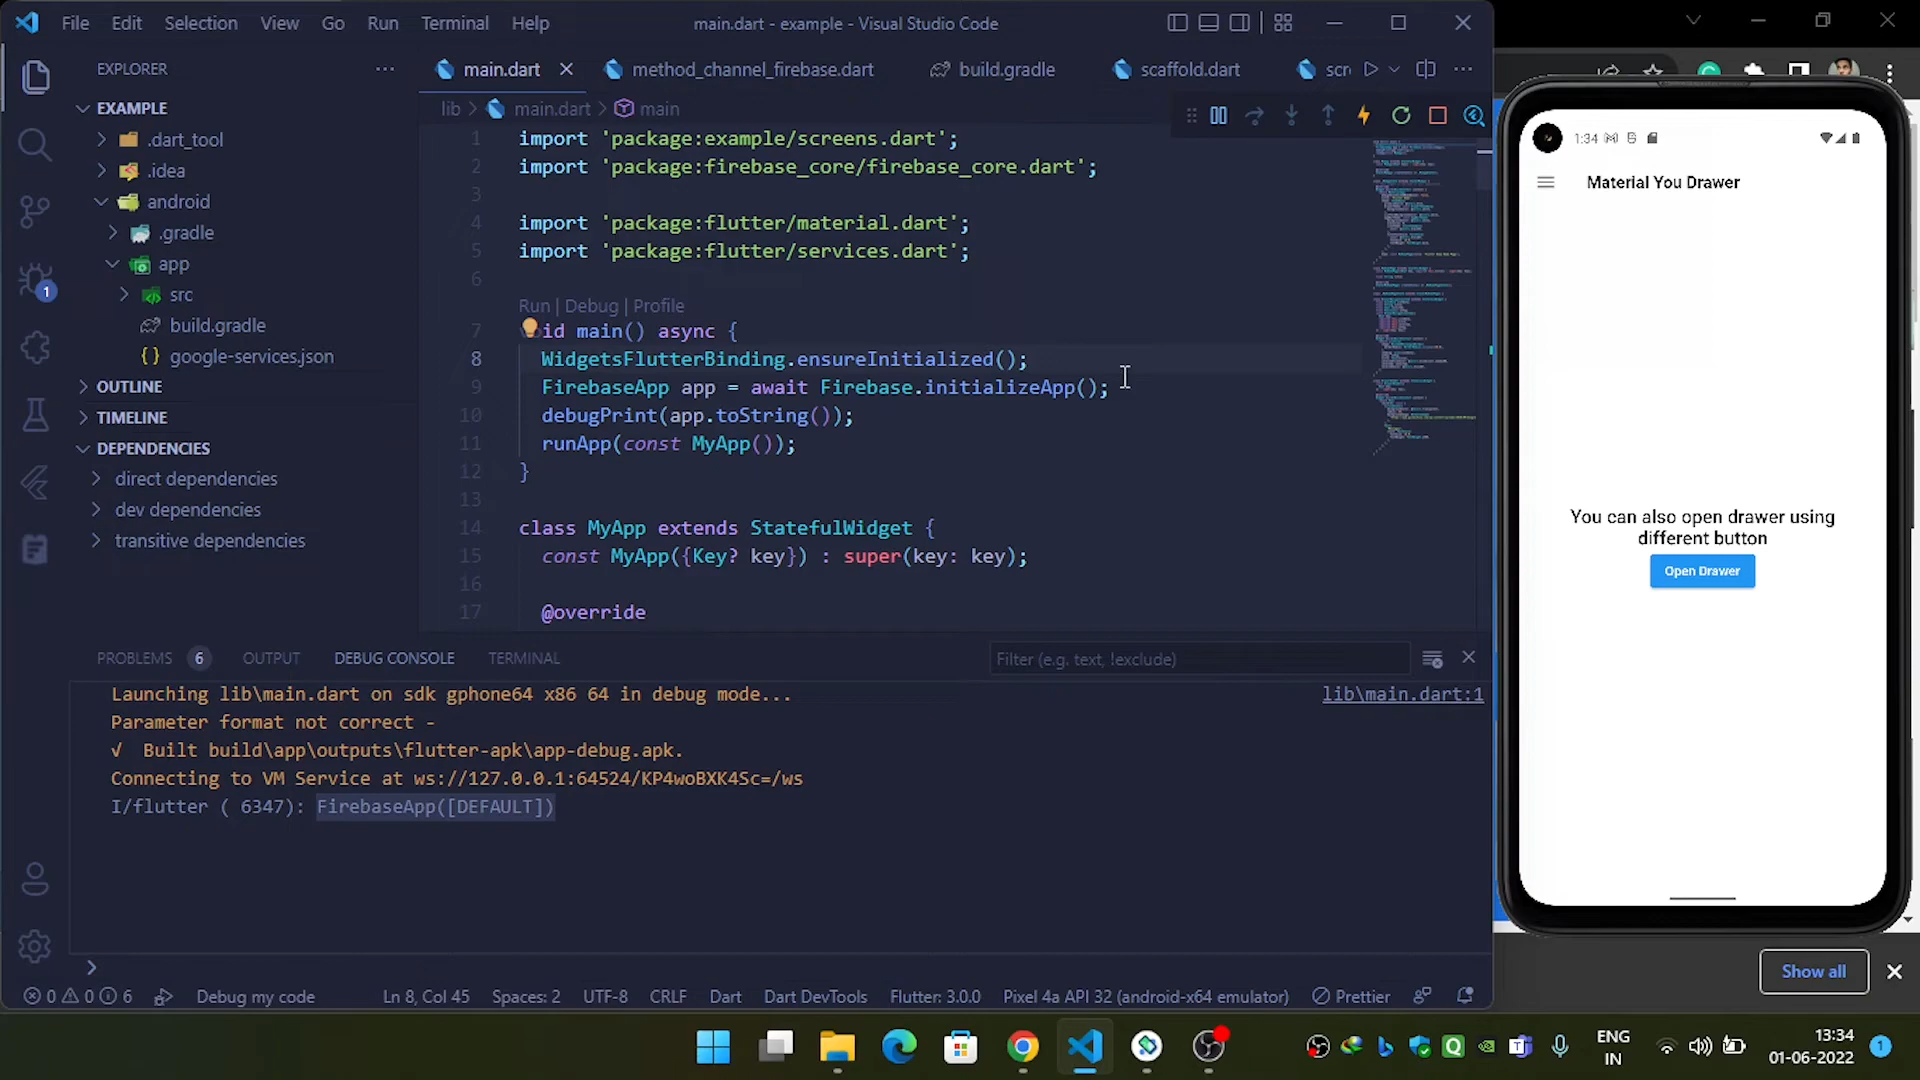 File Edit Selection View Go Run Terminal Help
main.dart - example - Visual Studio Code
EXPLORER
EXAMPLE
.dart_tool
.idea
android
.gradle
app
src
build.gradle
google-services.json
OUTLINE
TIMELINE
DEPENDENCIES
direct dependencies
dev dependencies
transitive dependencies
1
main.dart method_channel_firebase.dart build.gradle scaffold.dart scr
lib > main.dart > main
1 import 'package:example/screens.dart';
2 import 'package:firebase_core/firebase_core.dart';
3
4 import 'package:flutter/material.dart';
5 import 'package:flutter/services.dart';
6
Run | Debug | Profile
7 id main() async {
8 WidgetsFlutterBinding.ensureInitialized();
9 FirebaseApp app = await Firebase.initializeApp();
10 debugPrint(app.toString());
11 runApp(const MyApp());
12 }
13
14 class MyApp extends StatefulWidget {
15 const MyApp({Key? key}) : super(key: key);
16
17 @override
PROBLEMS 6 OUTPUT DEBUG CONSOLE TERMINAL
Filter (e.g. text, !exclude)
Launching lib\main.dart on sdk gphone64 x86 64 in debug mode... lib\main.dart:1
Parameter format not correct -
√ Built build\app\outputs\flutter-apk\app-debug.apk.
Connecting to VM Service at ws://127.0.0.1:64524/KP4woBXK4Sc=/ws
I/flutter ( 6347): FirebaseApp([DEFAULT])
0 0 6 Debug my code Ln 8, Col 45 Spaces: 2 UTF-8 CRLF Dart Dart DevTools Flutter: 3.0.0 Pixel 4a API 32 (android-x64 emulator) Prettier
1:34
Material You Drawer
You can also open drawer using
different button
Open Drawer
Show all
ENG
IN
13:34
01-06-2022
1